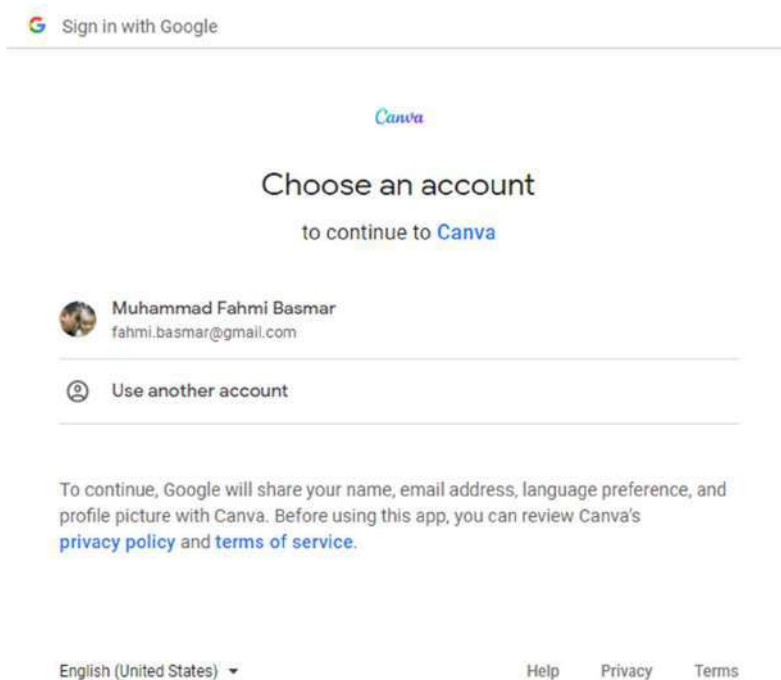 Sign in with Google
Canva
Choose an account
to continue to Canva
Muhammad Fahmi Basmar
fahmi.basmar@gmail.com
Use another account
To continue, Google will share your name, email address, language preference, and
profile picture with Canva. Before using this app, you can review Canva's
privacy policy and terms of service.
English (United States) Help Privacy Terms